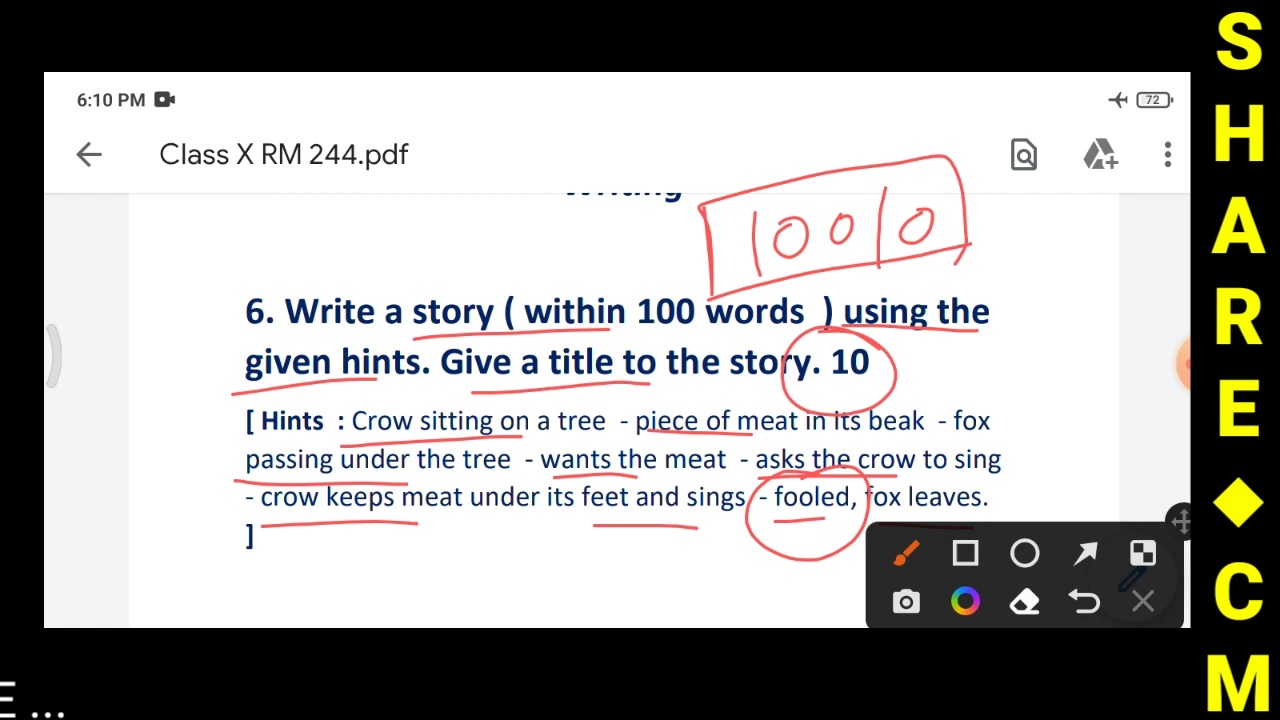 6:10 PM
72
Class X RM 244.pdf
Writing
100 10
6. Write a story ( within 100 words ) using the
given hints. Give a title to the story. 10
[ Hints : Crow sitting on a tree - piece of meat in its beak - fox
passing under the tree - wants the meat - asks the crow to sing
- crow keeps meat under its feet and sings - fooled, fox leaves.
]
SHARE◆CM
E ...